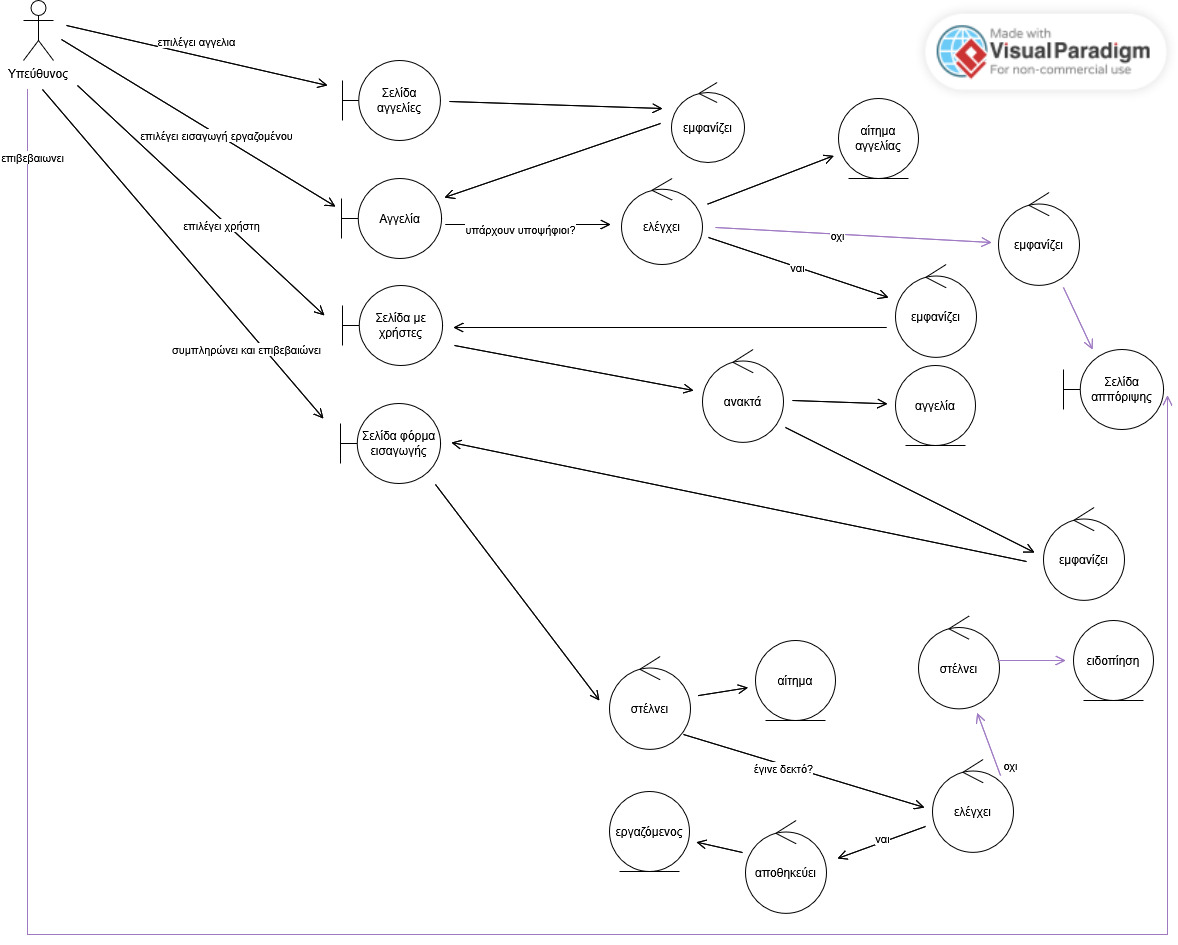 Made with
Visual Paradigm
For non-commercial use
επιλέγει αγγελια
Υπεύθυνος
Σελίδα
αγγελίες
εμφανίζει
αίτημα
αγγελίας
επιλέγει εισαγωγή εργαζομένου
επιβεβαιωνει
Αγγελία
υπάρχουν υποψήφιοι?
ελέγχει
οχι
εμφανίζει
επιλέγει χρήστη
ναι
Σελίδα με
χρήστες
εμφανίζει
συμπληρώνει και επιβεβαιώνει
ανακτά
αγγελία
Σελίδα
αππόριψης
Σελίδα φόρμα
εισαγωγής
εμφανίζει
στέλνει
ειδοπίηση
στέλνει
αίτημα
έγινε δεκτό?
οχι
ελέγχει
εργαζόμενος
ναι
αποθηκεύει